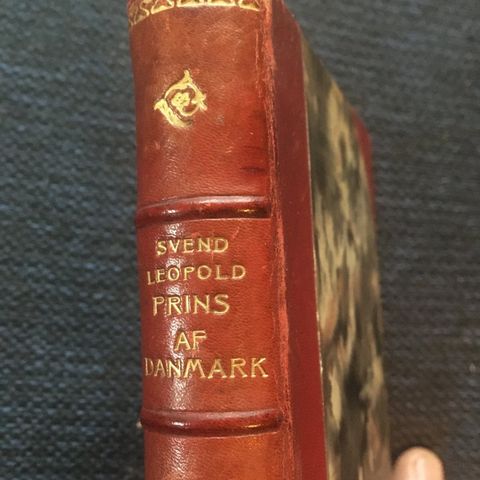 SVEND
LEOPOLD
PRINS
AF
DANMARK